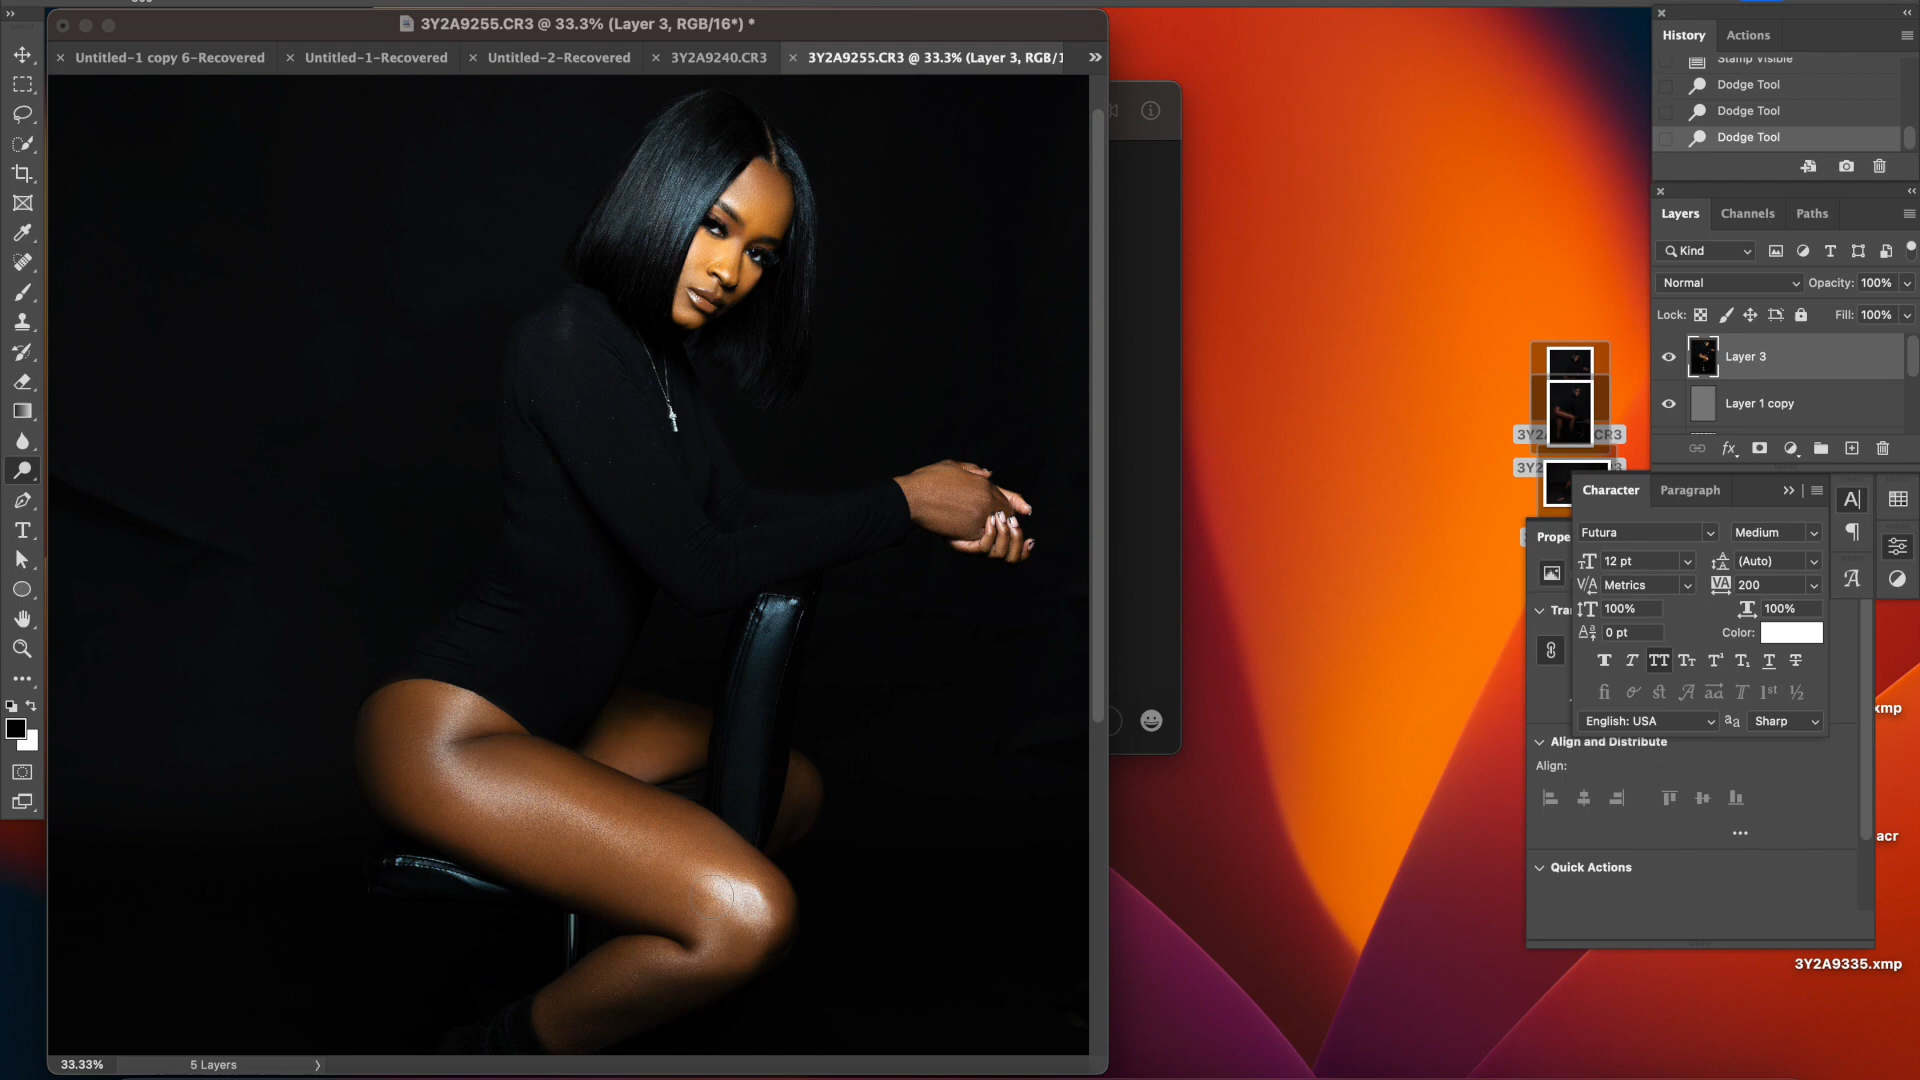 3Y2A9255.CR3 @ 33.3% (Layer 3, RGB/16*) *
Untitled-1 copy 6-Recovered
Untitled-1-Recovered
Untitled-2-Recovered
3Y2A9240.CR3
3Y2A9255.CR3 @ 33.3% (Layer 3, RGB/1
33.33%
5 Layers
History
Actions
Stamp Visible
Dodge Tool
Dodge Tool
Dodge Tool
Layers
Channels
Paths
Kind
Normal
Opacity: 100%
Lock:
Fill: 100%
Layer 3
Layer 1 copy
fx
CR3
Character
Paragraph
Futura
Medium
12 pt
(Auto)
Metrics
200
100%
100%
0 pt
Color:
English: USA
Sharp
Align and Distribute
Align:
Quick Actions
xmp
acr
3Y2A9335.xmp